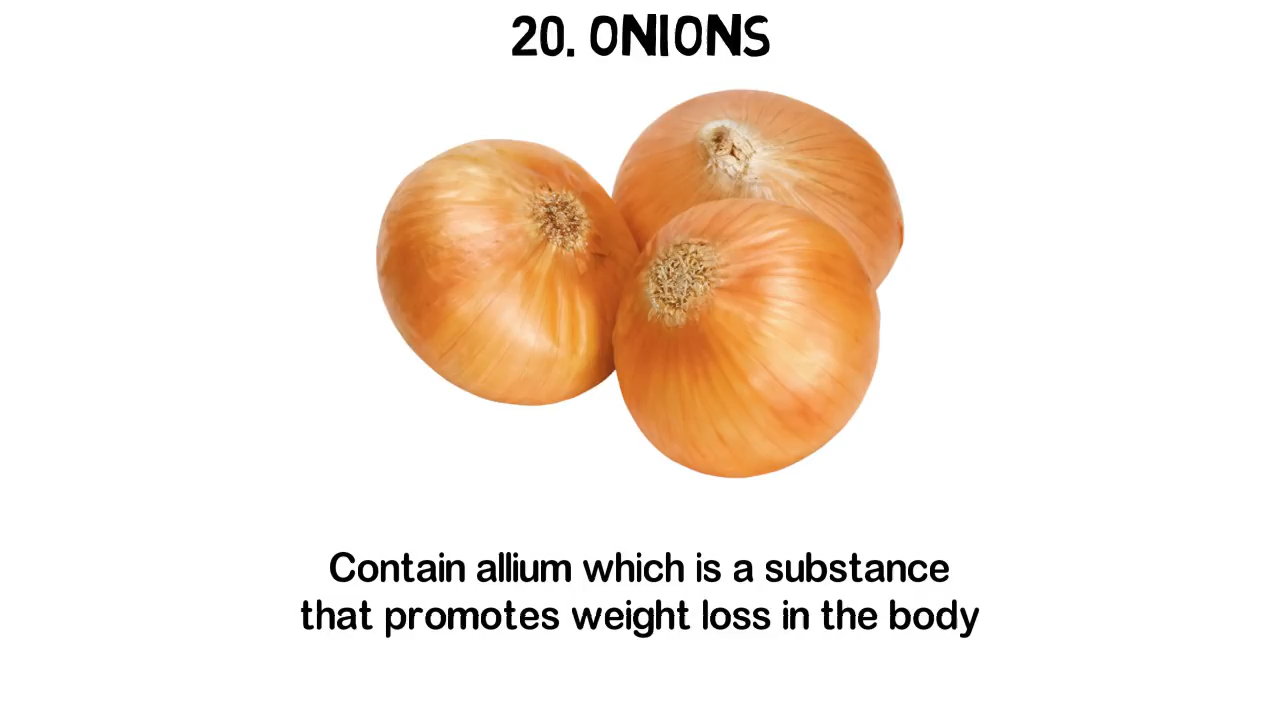 20. ONIONS
Contain allium which is a substance
that promotes weight loss in the body